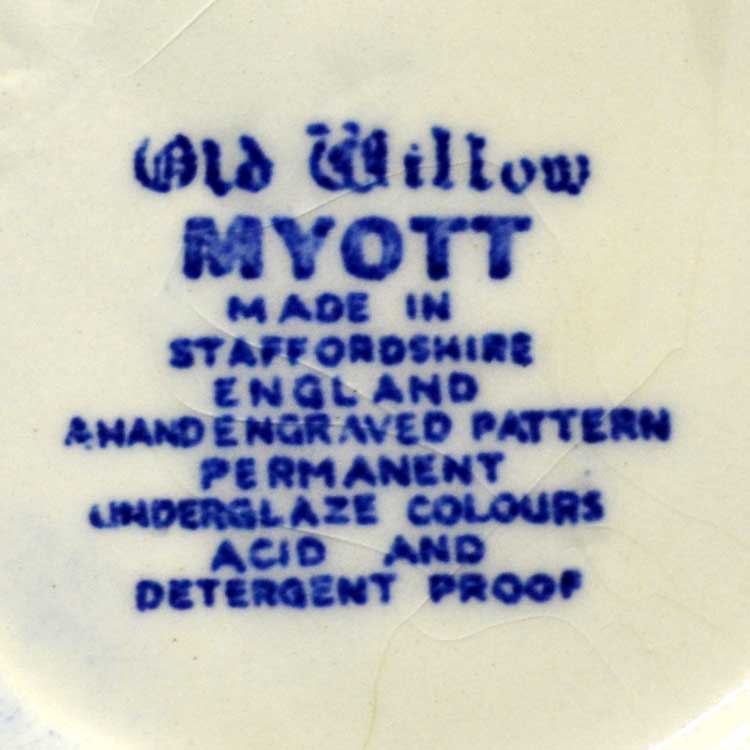 Old Willow
MYOTT
MADE IN
STAFFORDSHIRE
ENGLAND
A HAND ENGRAVED PATTERN
PERMANENT
UNDERGLAZE COLOURS
ACID AND
DETERGENT PROOF